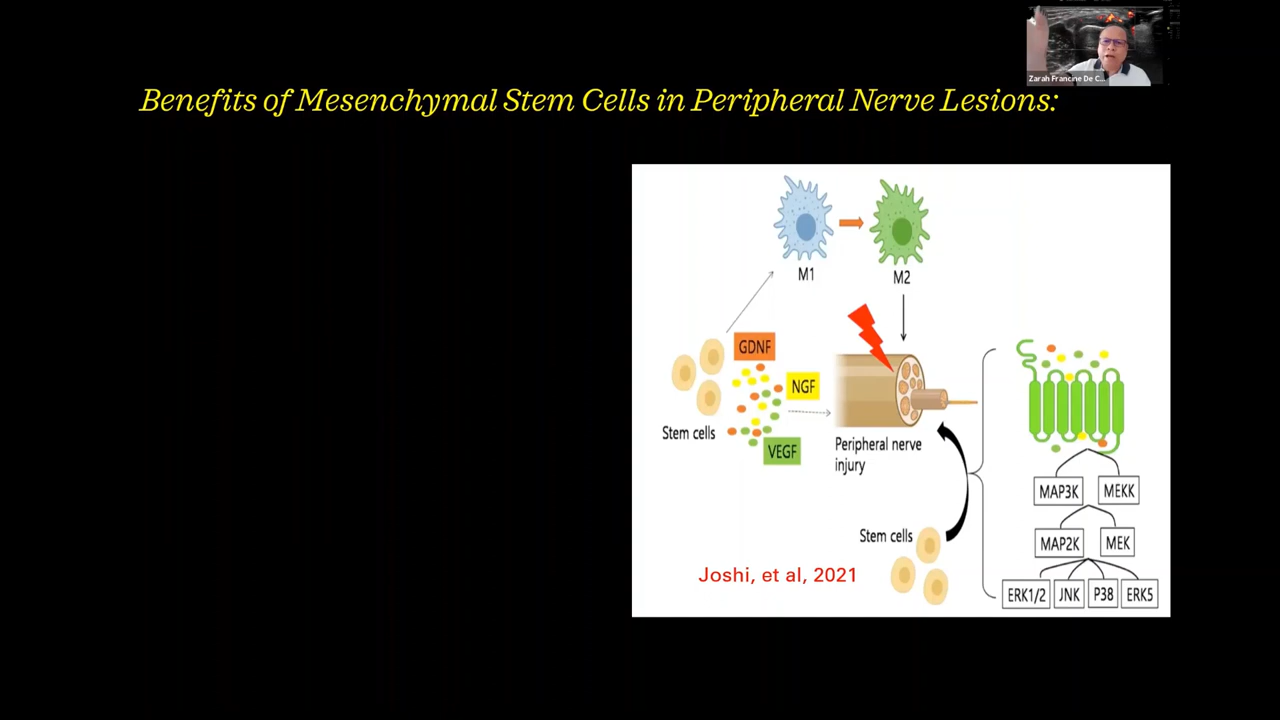 Zarah Francine De C...
Benefits of Mesenchymal Stem Cells in Peripheral Nerve Lesions:
M1
M2
GDNF
NGF
VEGF
Stem cells
Peripheral nerve
injury
Stem cells
Joshi, et al, 2021
MAP3K
MEKK
MAP2K
MEK
ERK1/2
JNK
P38
ERK5